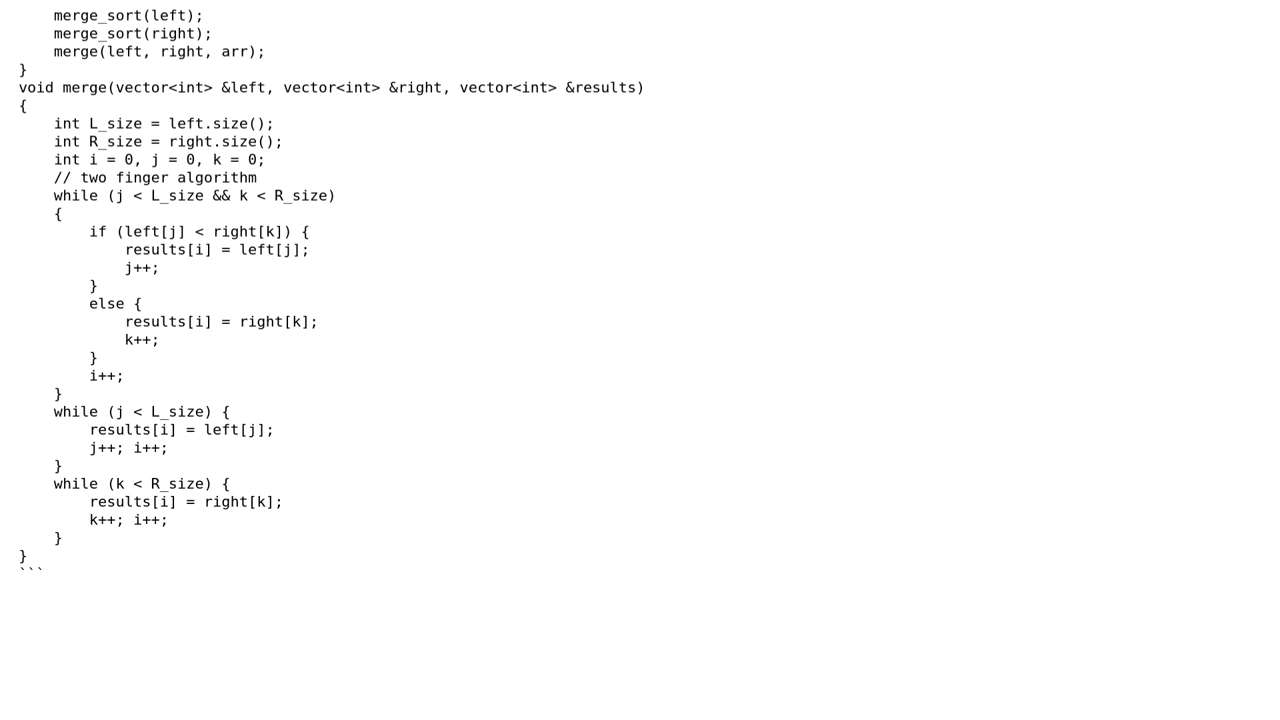 merge_sort(left);
    merge_sort(right);
    merge(left, right, arr);
}
void merge(vector<int> &left, vector<int> &right, vector<int> &results)
{
    int L_size = left.size();
    int R_size = right.size();
    int i = 0, j = 0, k = 0;
    // two finger algorithm
    while (j < L_size && k < R_size)
    {
        if (left[j] < right[k]) {
            results[i] = left[j];
            j++;
        }
        else {
            results[i] = right[k];
            k++;
        }
        i++;
    }
    while (j < L_size) {
        results[i] = left[j];
        j++; i++;
    }
    while (k < R_size) {
        results[i] = right[k];
        k++; i++;
    }
}
```